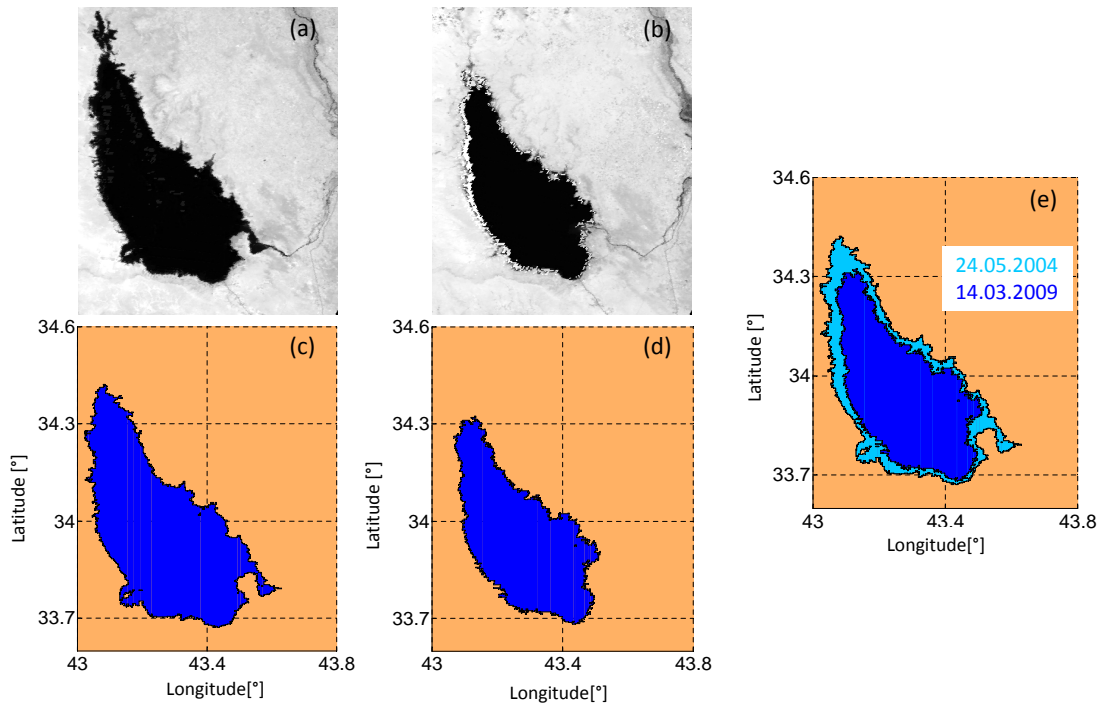 (a)
(b)
(c)
34.6
34.3
34
33.7
43
43.4
43.8
Latitude [°]
Longitude[°]
(d)
34.6
34.3
34
33.7
43
43.4
43.8
Latitude [°]
Longitude[°]
(e)
24.05.2004
14.03.2009
34.6
34.3
34
33.7
43
43.4
43.8
Latitude [°]
Longitude[°]